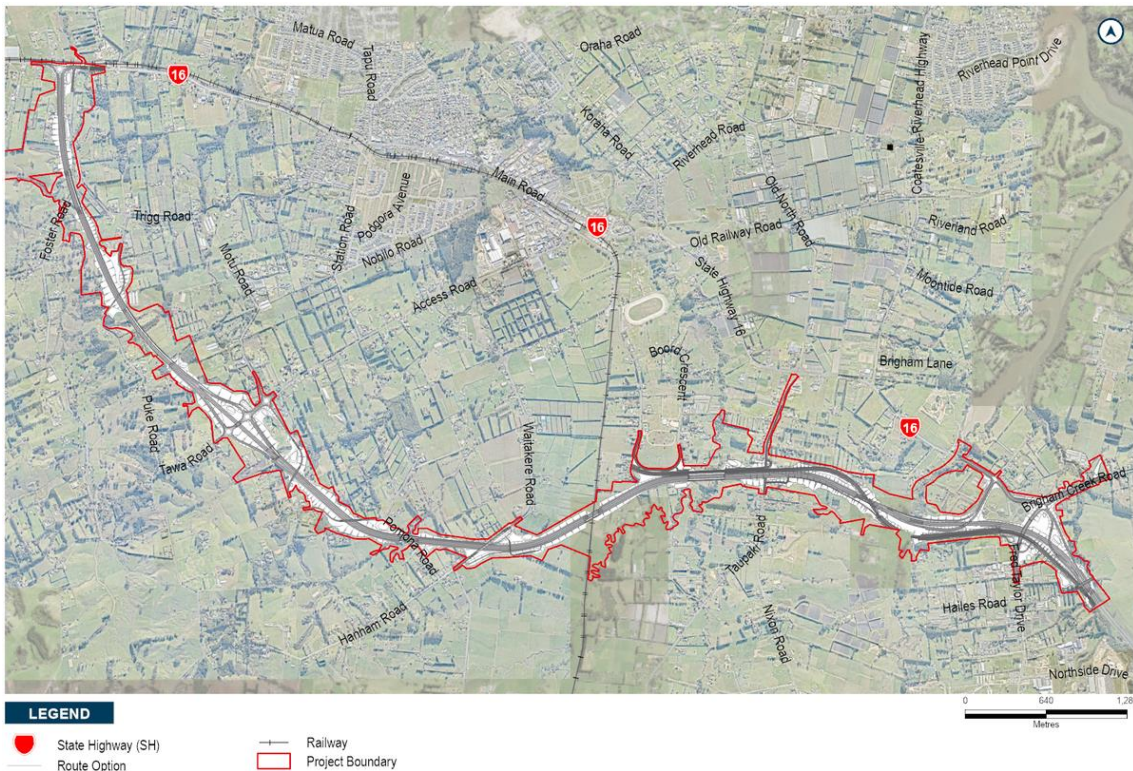 Matua Road
Tapu Road
Oraha Road
Coatesville-Riverhead Highway
Riverhead Point Drive
16
Koraha Road
Riverhead Road
Main Road
Old North Road
Foster Road
Trigg Road
Station Road
Podgora Avenue
Nobilo Road
Motu Road
Access Road
16
Old Railway Road
Riverland Road
State Highway 16
Moontide Road
Boord Crescent
Brigham Lane
Puke Road
Tawa Road
Waitakere Road
16
Brigham Creek Road
Pomona Road
Taupaki Road
Fred Taylor Drive
Hanham Road
Nixon Road
Hailes Road
Northside Drive
LEGEND
State Highway (SH)
Route Option
Railway
Project Boundary
0 640 1,28
Metres